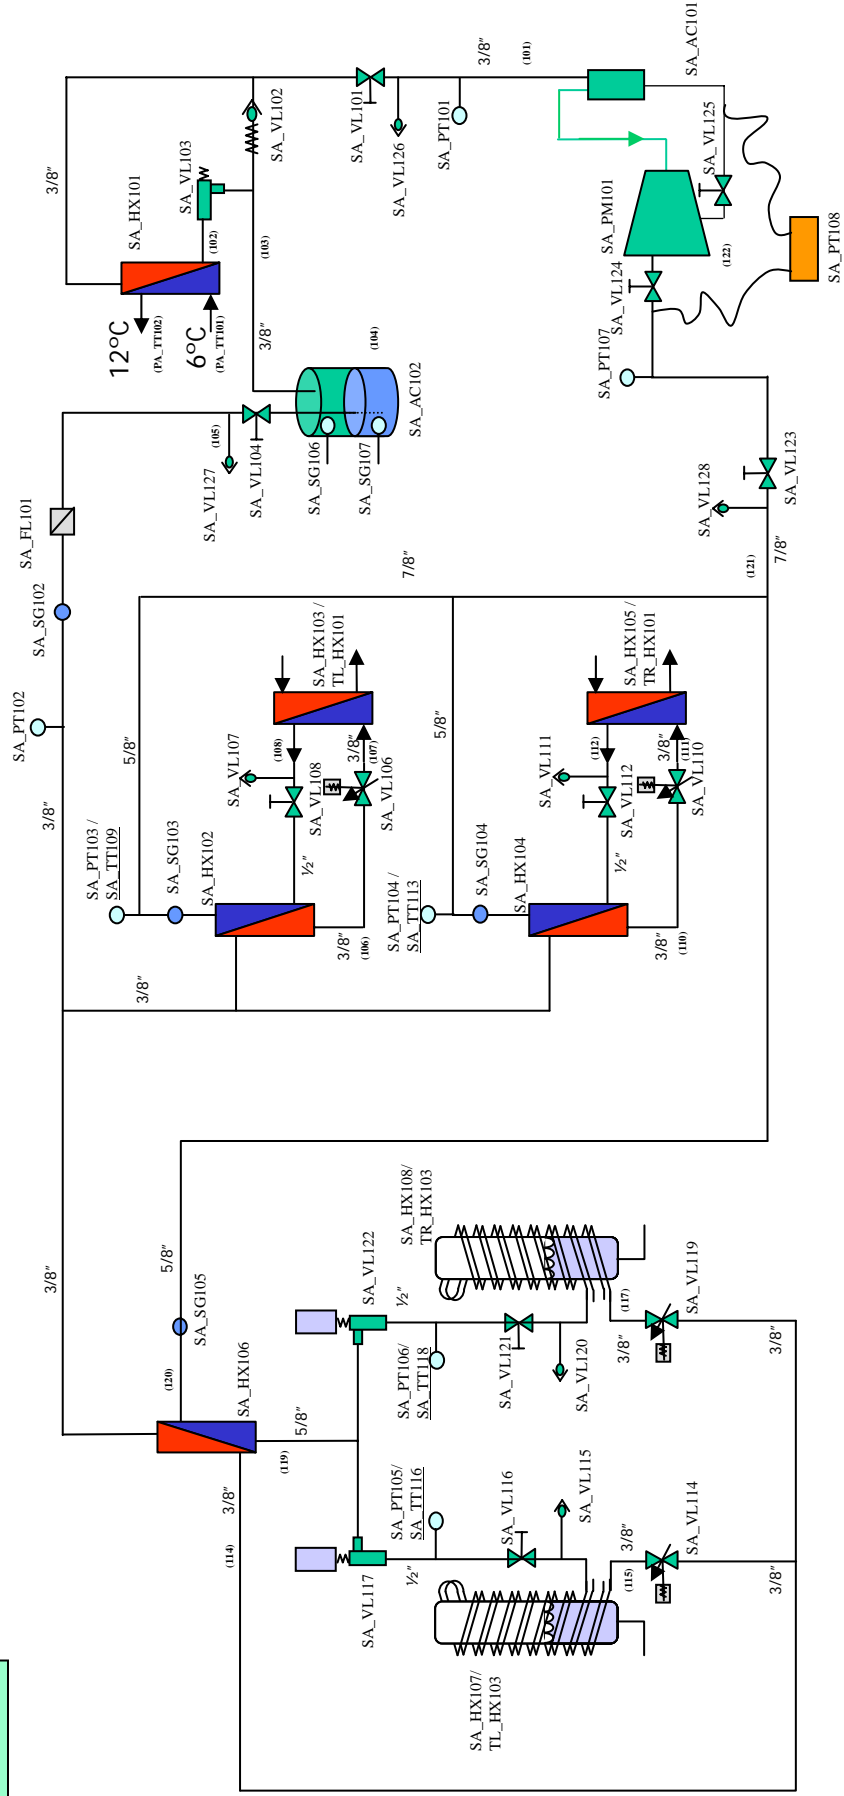 SA_AC101
3/8"
(101)
SA_VL101
SA_VL126
SA_PT101
SA_VL102
SA_VL103
3/8"
SA_HX101
(102)
(103)
12°C
(PA_TT102)
6°C
(PA_TT101)
3/8"
SA_VL125
SA_PM101
(122)
SA_VL124
SA_PT108
SA_PT107
(104)
SA_AC102
(105)
SA_VL127
SA_VL104
SA_SG106
SA_SG107
SA_VL123
SA_VL128
(121)
7/8"
7/8"
SA_FL101
SA_SG102
SA_PT102
3/8"
5/8"
SA_HX103 /
TL_HX101
SA_VL107
(108)
3/8"
(107)
SA_VL108
SA_VL106
½"
SA_PT103 /
SA_TT109
SA_SG103
SA_HX102
3/8"
(106)
3/8"
5/8"
SA_HX105 /
TR_HX101
SA_VL111
(112)
3/8"
(111)
SA_VL112
SA_VL110
½"
SA_PT104 /
SA_TT113
SA_SG104
SA_HX104
3/8"
(110)
3/8"
5/8"
SA_SG105
(120)
SA_HX106
5/8"
(119)
3/8"
(114)
SA_HX108/
TR_HX103
SA_VL122
½"
SA_PT106/
SA_TT118
SA_VL121
SA_VL120
(117)
3/8"
SA_VL119
3/8"
SA_PT105/
SA_TT116
SA_VL116
SA_VL115
SA_VL117
½"
3/8"
(115)
SA_VL114
3/8"
SA_HX107/
TL_HX103